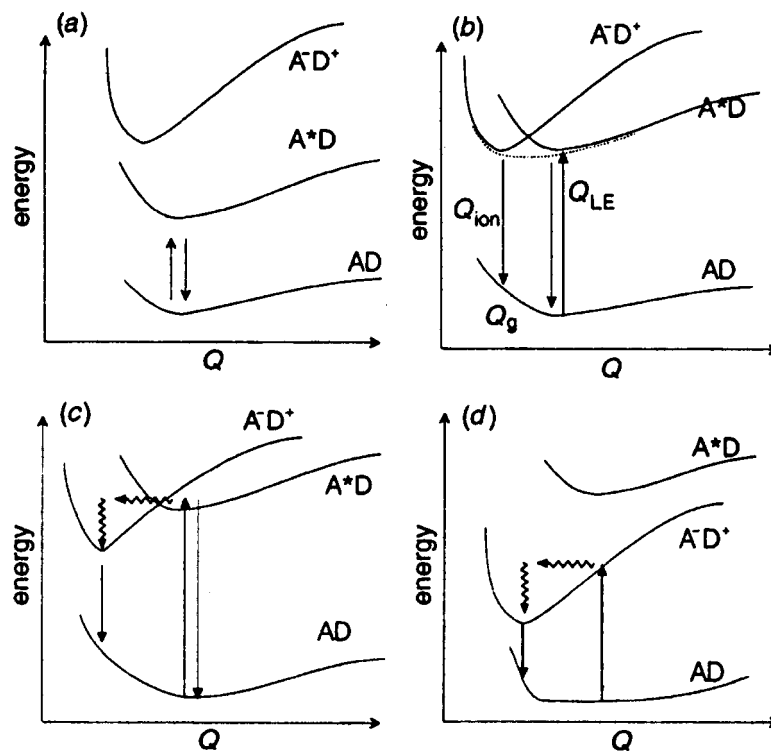 (a)
A⁻D⁺
A*D
AD
energy
Q
(b)
A⁻D⁺
A*D
Q_LE
Q_ion
AD
Q_g
energy
Q
(c)
A⁻D⁺
A*D
AD
energy
Q
(d)
A*D
A⁻D⁺
AD
energy
Q